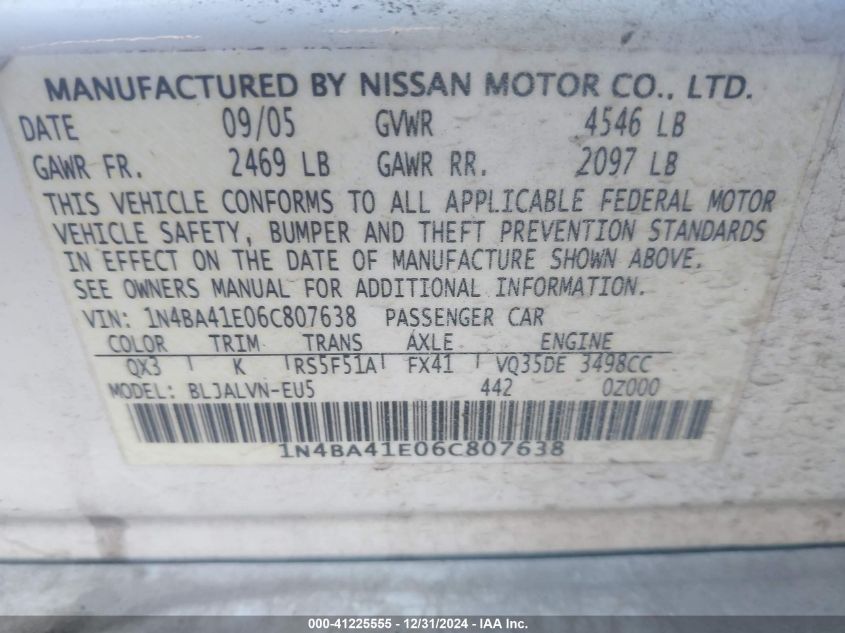 MANUFACTURED BY NISSAN MOTOR CO., LTD.
DATE 09/05 GVWR 4546 LB
GAWR FR. 2469 LB GAWR RR. 2097 LB
THIS VEHICLE CONFORMS TO ALL APPLICABLE FEDERAL MOTOR
VEHICLE SAFETY, BUMPER AND THEFT PREVENTION STANDARDS
IN EFFECT ON THE DATE OF MANUFACTURE SHOWN ABOVE.
SEE OWNERS MANUAL FOR ADDITIONAL INFORMATION.
VIN: 1N4BA41E06C807638 PASSENGER CAR
COLOR TRIM TRANS AXLE ENGINE
QX3 K RS5F51A FX41 VQ35DE 3498CC
MODEL: BLJALVN-EU5 442 0Z000
1N4BA41E06C807638
000-41225555 - 12/31/2024 - IAA Inc.